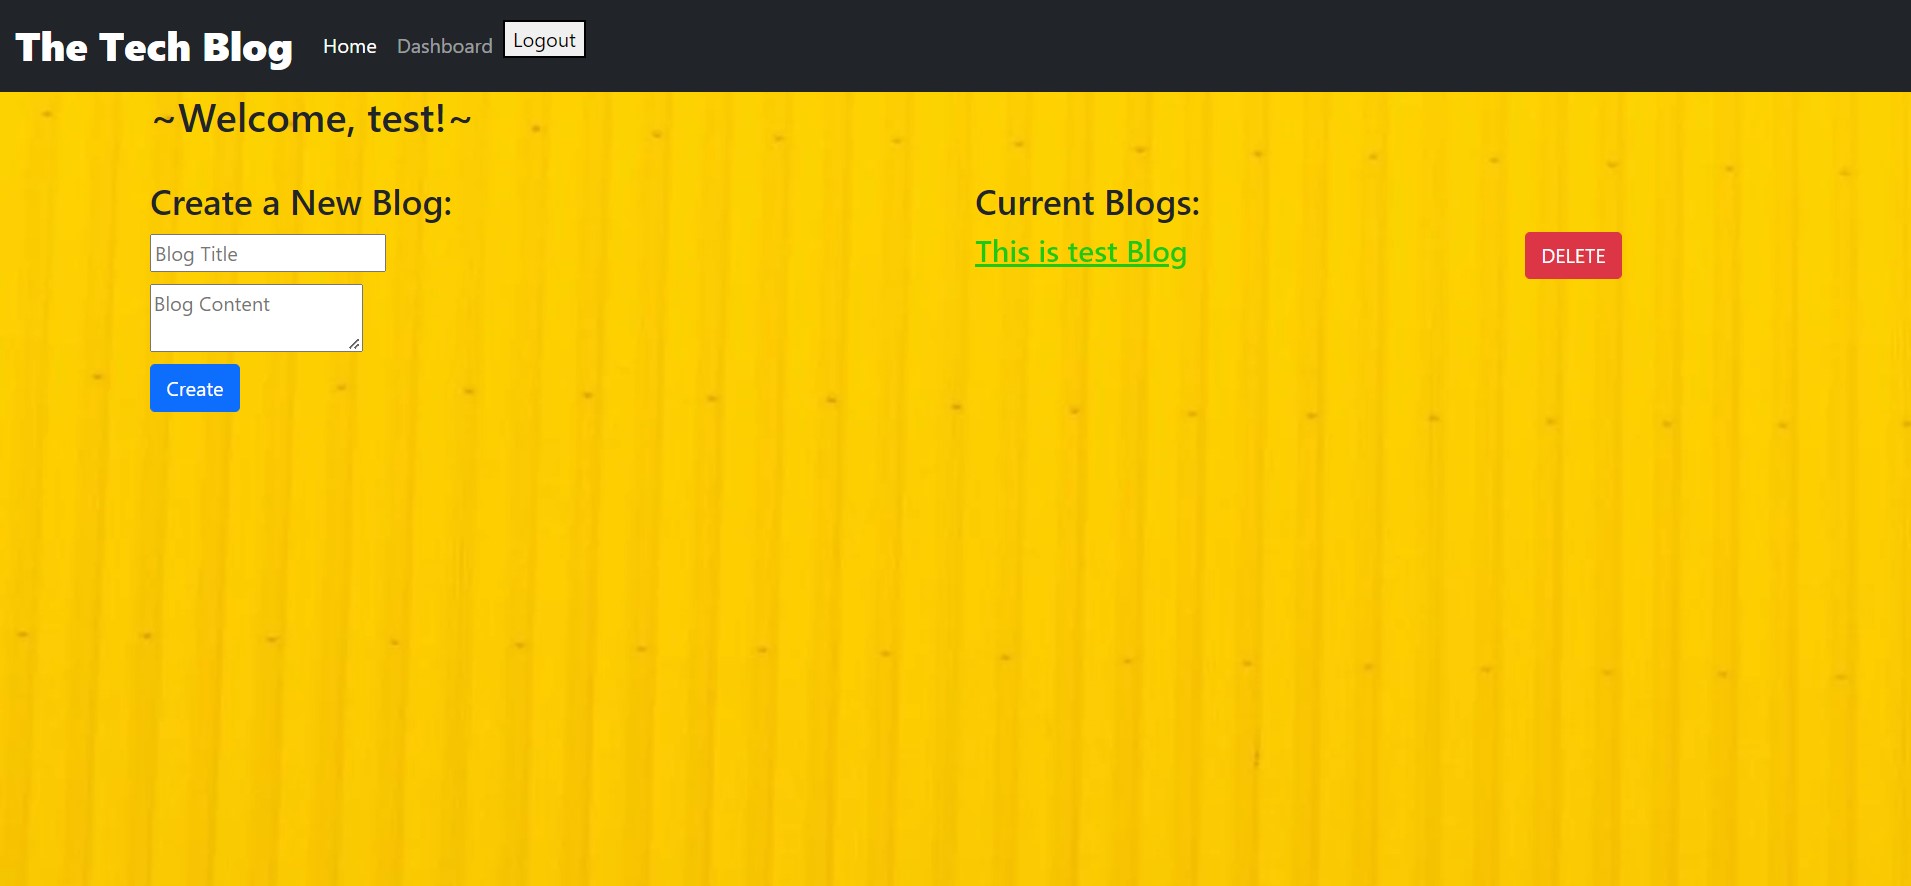 The Tech Blog Home Dashboard Logout
~Welcome, test!~
Create a New Blog:
Blog Title
Blog Content
Create
Current Blogs:
This is test Blog DELETE